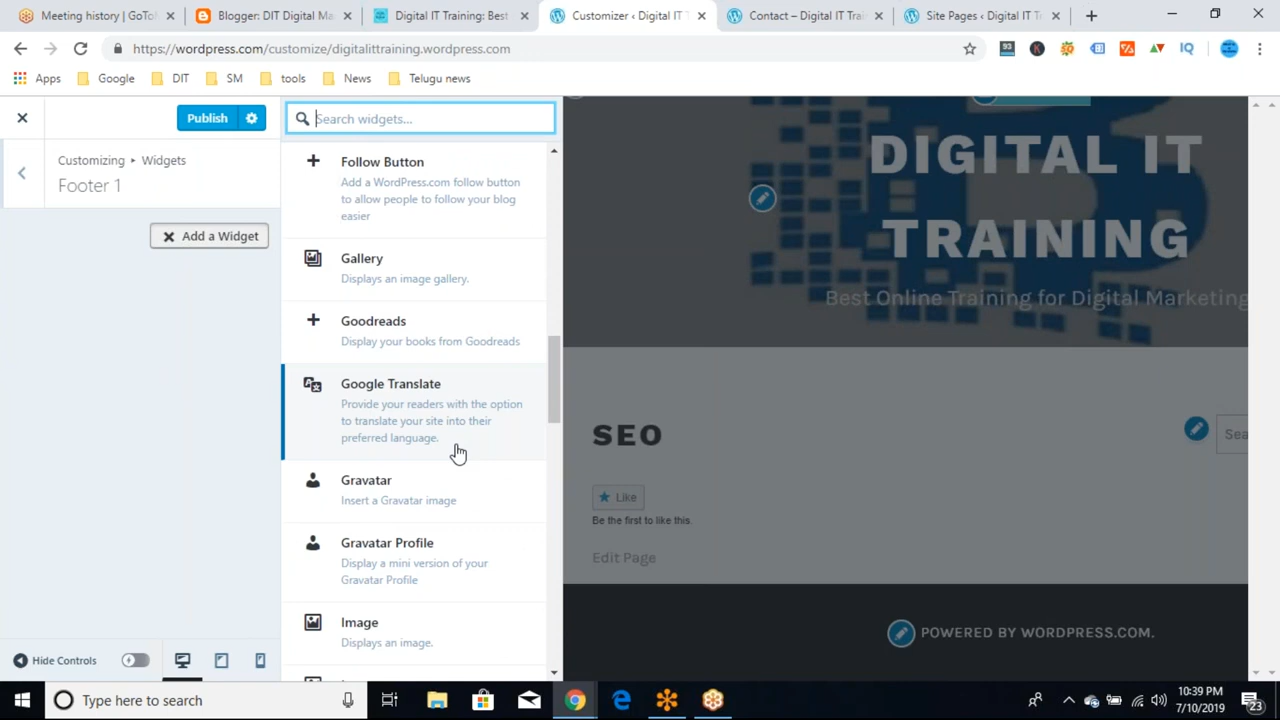 Meeting history | GoTo
Blogger: DIT Digital Ma
Digital IT Training: Best
Customizer ‹ Digital IT T
Contact – Digital IT Trai
Site Pages ‹ Digital IT T
https://wordpress.com/customize/digitalittraining.wordpress.com
93
K
IQ
Apps
Google
DIT
SM
tools
News
Telugu news
Publish
Customizing ▸ Widgets
Footer 1
Add a Widget
Search widgets...
Follow Button
Add a WordPress.com follow button
to allow people to follow your blog
easier
Gallery
Displays an image gallery.
Goodreads
Display your books from Goodreads
Google Translate
Provide your readers with the option
to translate your site into their
preferred language.
Gravatar
Insert a Gravatar image
Gravatar Profile
Display a mini version of your
Gravatar Profile
Image
Displays an image.
DIGITAL IT
TRAINING
Best Online Training for Digital Marketing
SEO
Sea
Like
Be the first to like this.
Edit Page
POWERED BY WORDPRESS.COM.
Hide Controls
Type here to search
:39 PM
7/10/2019
23